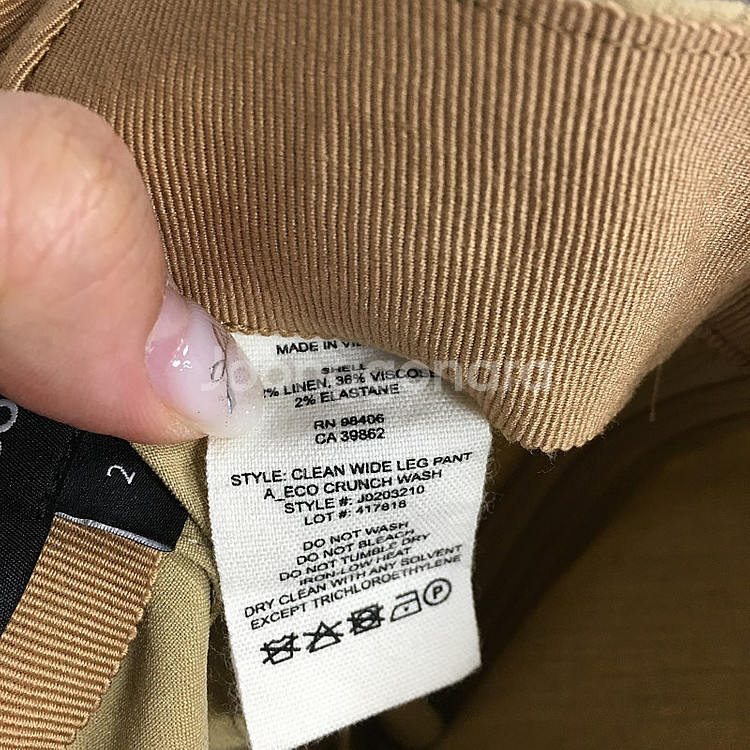 MADE IN
SHELL
% LINEN, 36% VISCOSE
2% ELASTANE
RN 98406
CA 39862
STYLE: CLEAN WIDE LEG PANT
A_ECO CRUNCH WASH
STYLE #: J0203210
LOT #: 417618
DO NOT WASH
DO NOT BLEACH
DO NOT TUMBLE DRY
IRON: LOW HEAT
DRY CLEAN WITH ANY SOLVENT
EXCEPT TRICHLOROETHYLENE
P
2